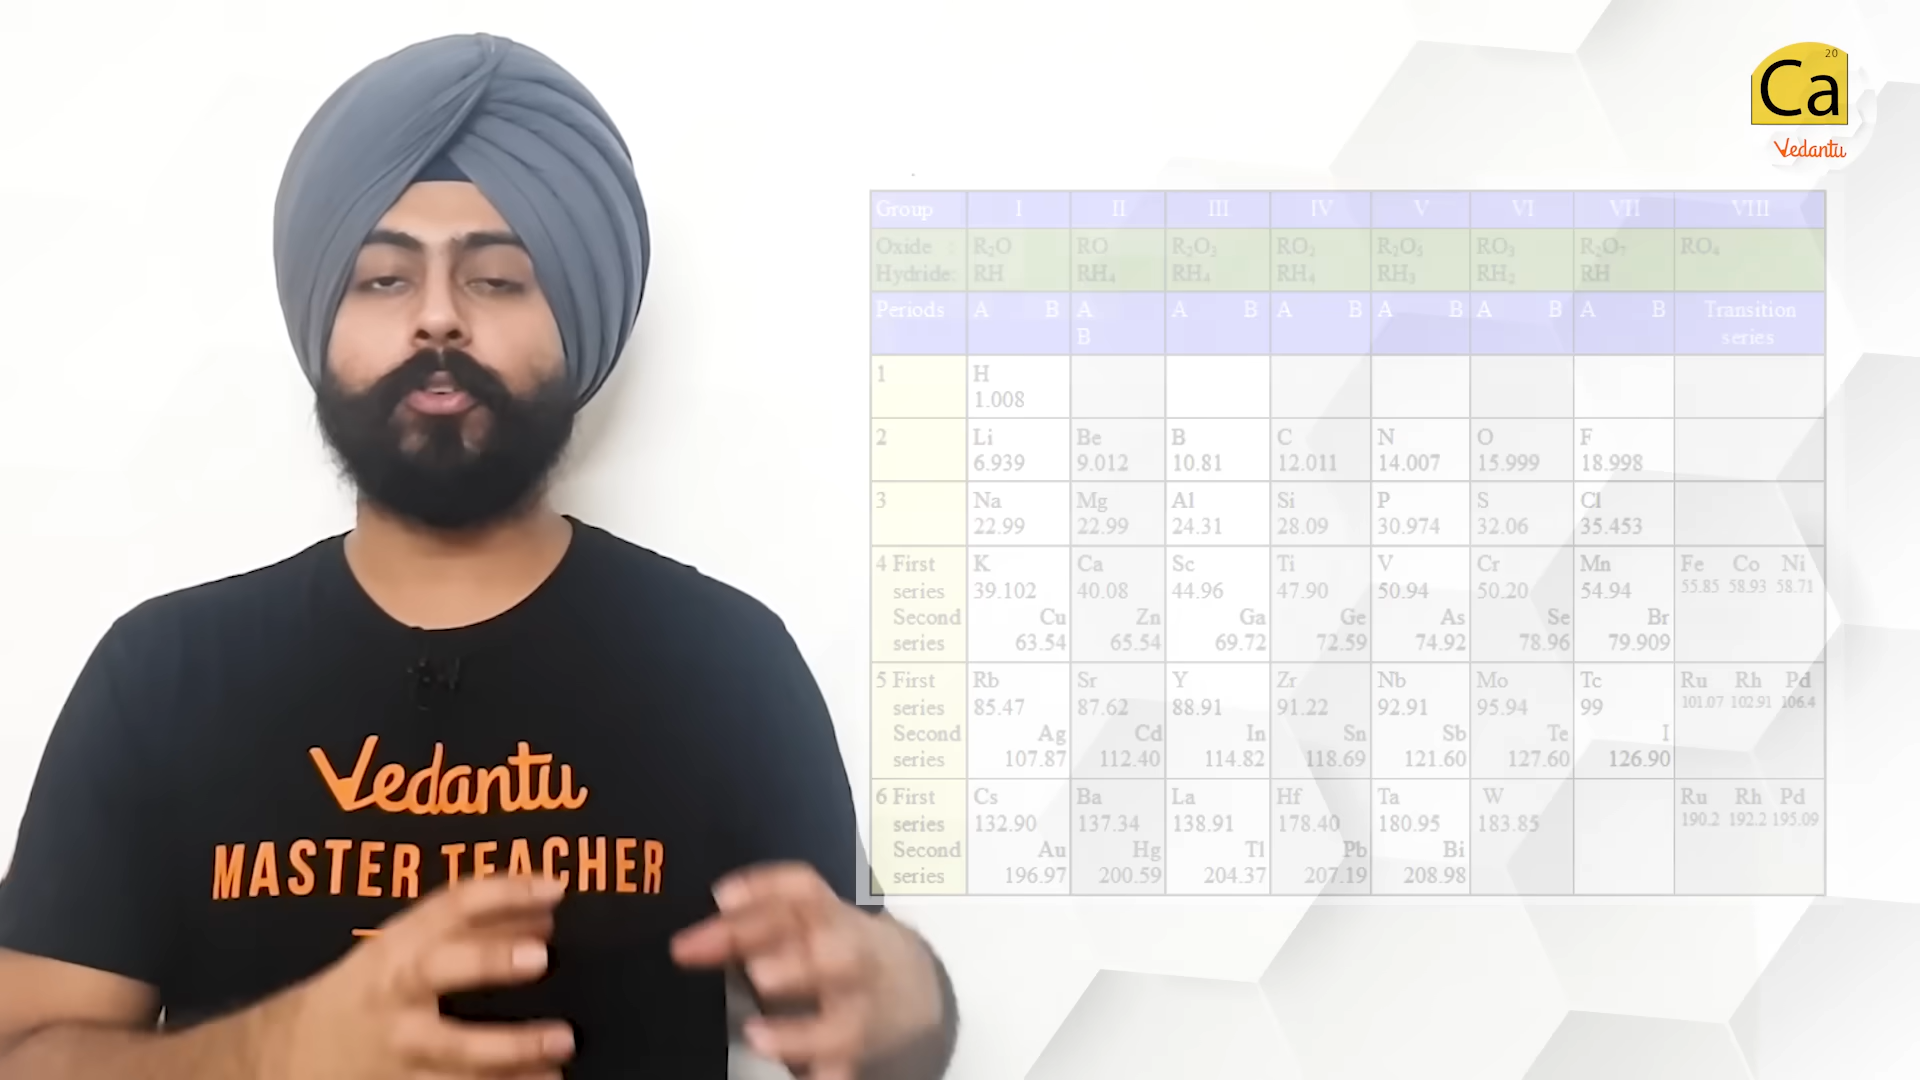 20
Ca
Vedantu
Group I II III IV V VI VII VIII
Oxide : R₂O RO R₂O₃ RO₂ R₂O₅ RO₃ R₂O₇ RO₄
Hydride: RH RH₄ RH₄ RH₄ RH₃ RH₂ RH
Periods A B A A B A B A B A B A B Transition
B series
1 H
1.008
2 Li Be B C N O F
6.939 9.012 10.81 12.011 14.007 15.999 18.998
3 Na Mg Al Si P S Cl
22.99 22.99 24.31 28.09 30.974 32.06 35.453
4 First K Ca Sc Ti V Cr Mn Fe Co Ni
series 39.102 40.08 44.96 47.90 50.94 50.20 54.94 55.85 58.93 58.71
Second Cu Zn Ga Ge As Se Br
series 63.54 65.54 69.72 72.59 74.92 78.96 79.909
5 First Rb Sr Y Zr Nb Mo Tc Ru Rh Pd
series 85.47 87.62 88.91 91.22 92.91 95.94 99 101.07 102.91 106.4
Second Ag Cd In Sn Sb Te I
series 107.87 112.40 114.82 118.69 121.60 127.60 126.90
6 First Cs Ba La Hf Ta W Ru Rh Pd
series 132.90 137.34 138.91 178.40 180.95 183.85 190.2 192.2 195.09
Second Au Hg Tl Pb Bi
series 196.97 200.59 204.37 207.19 208.98
Vedantu
MASTER TEACHER